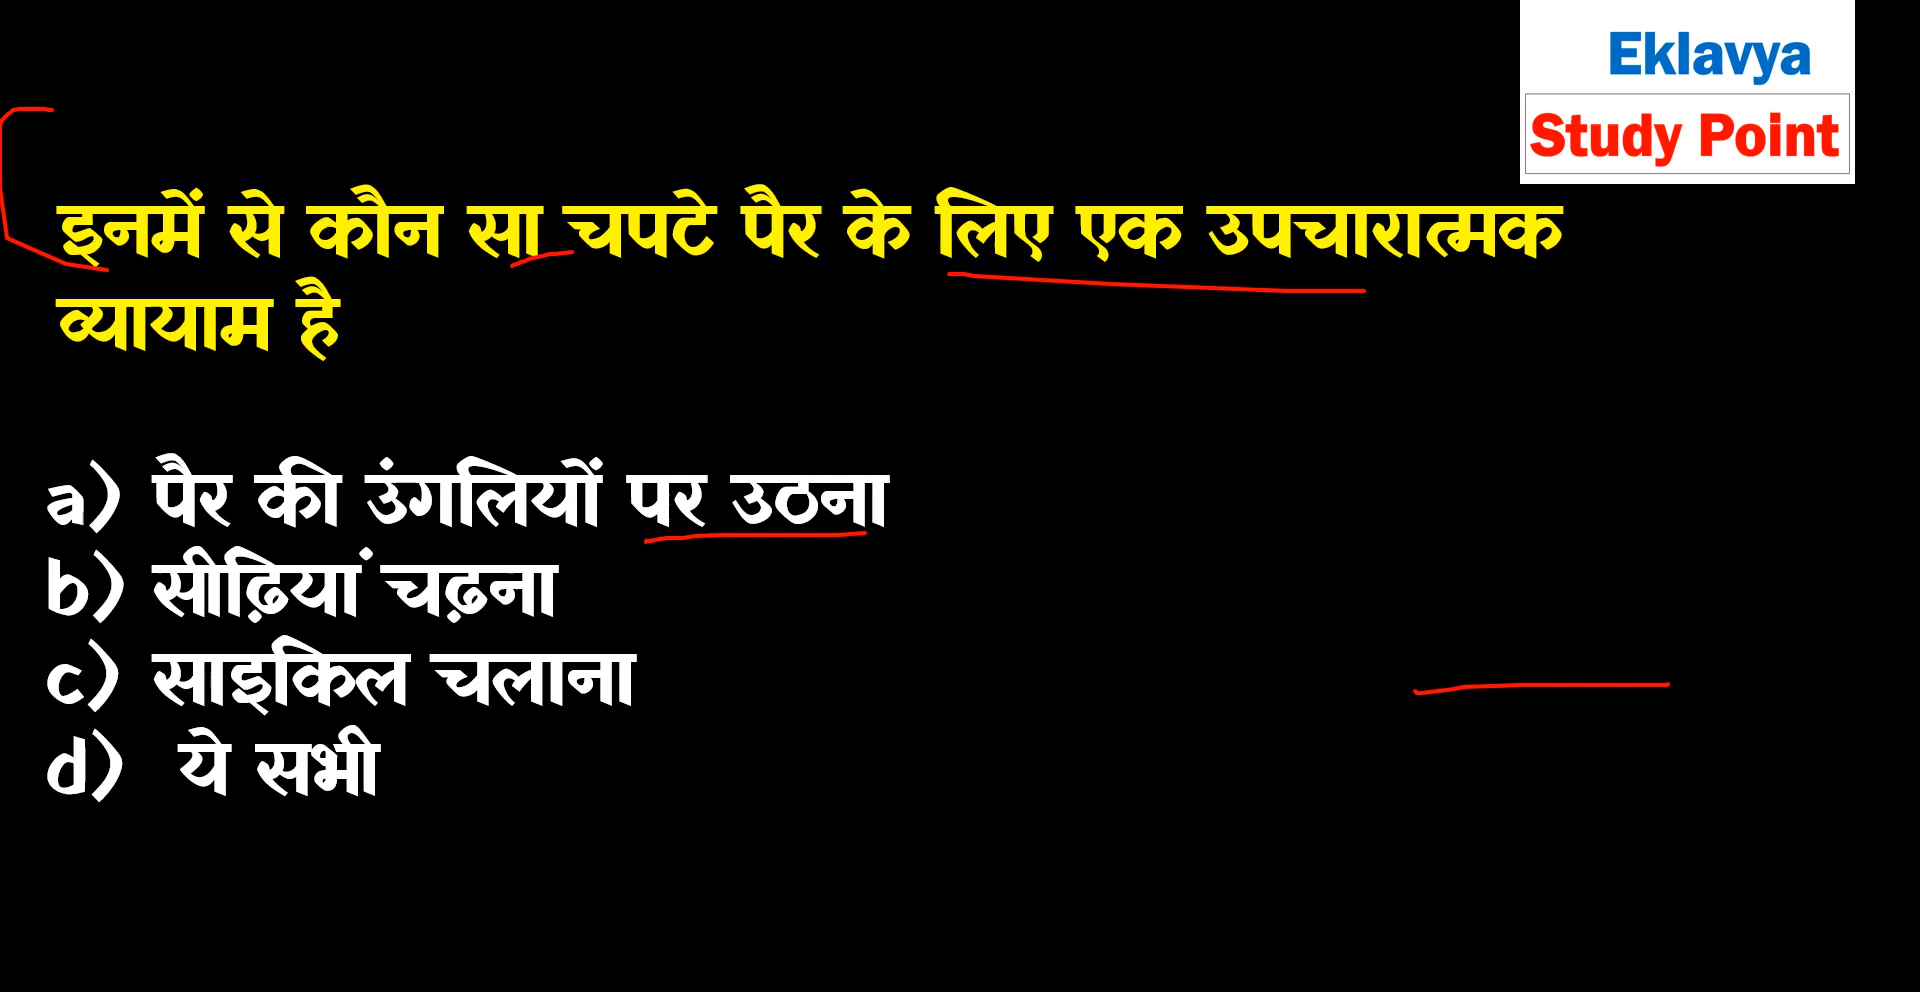 Eklavya
Study Point
इनमें से कौन सा चपटे पैर के लिए एक उपचारात्मक
व्यायाम है
a) पैर की उंगलियों पर उठना
b) सीढ़ियां चढ़ना
c) साइकिल चलाना
d) ये सभी